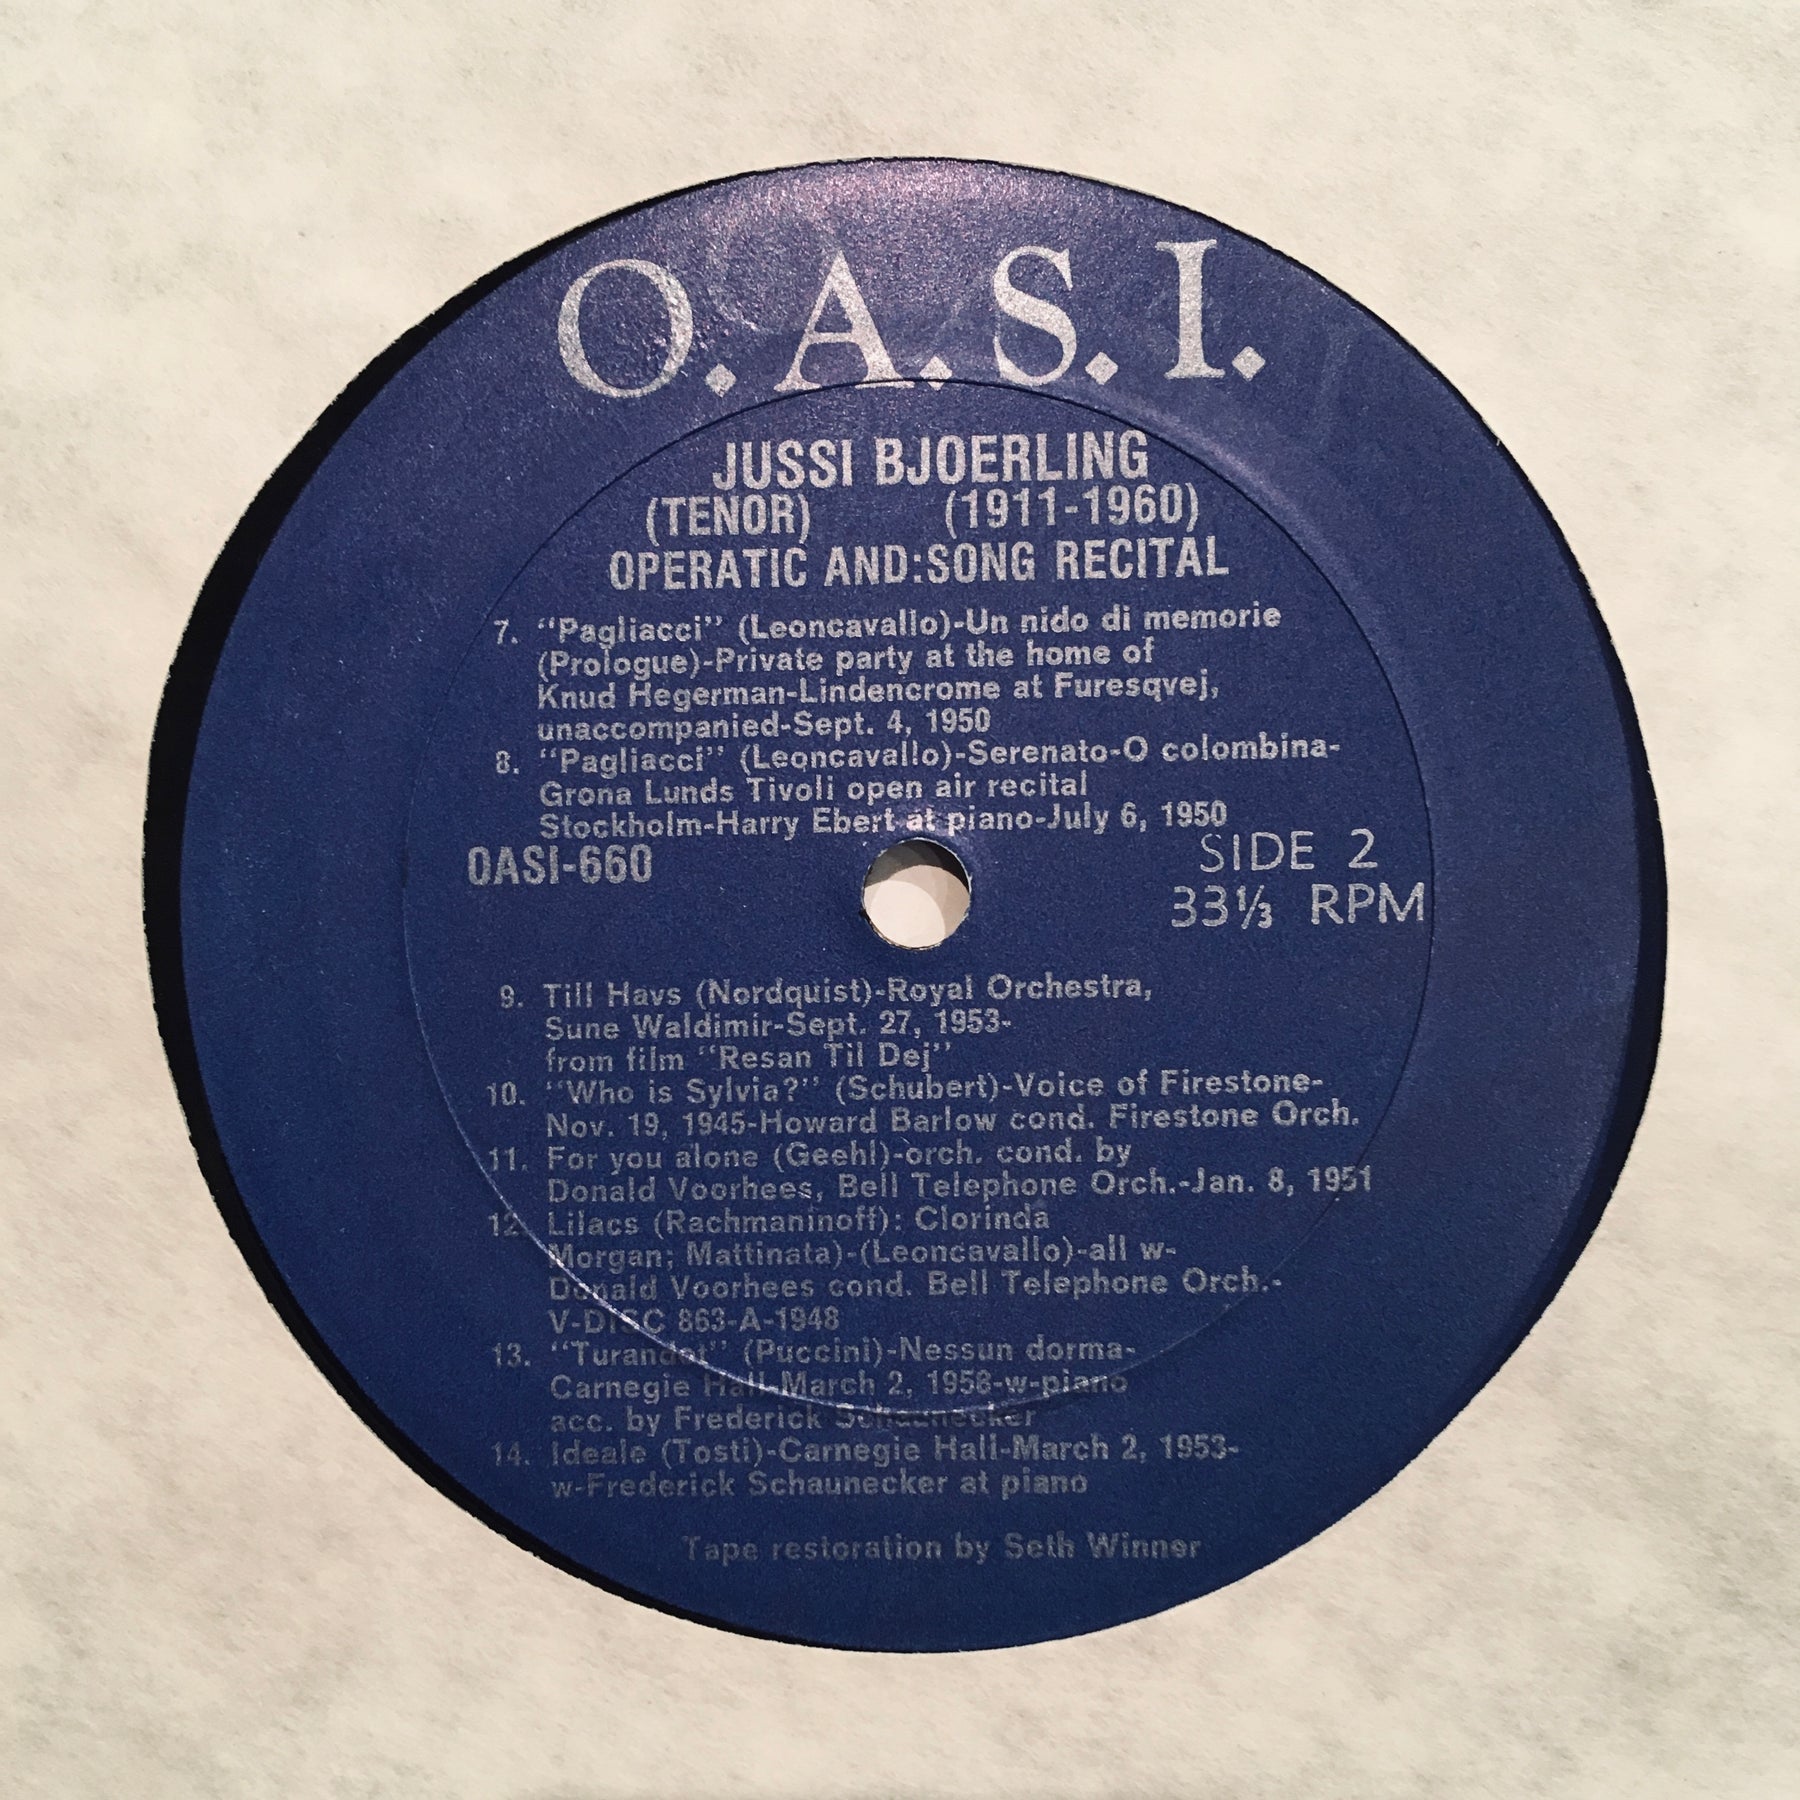 O.A.S.I.
JUSSI BJOERLING
(TENOR) (1911-1960)
OPERATIC AND:SONG RECITAL
7. "Pagliacci" (Leoncavallo)-Un nido di memorie
(Prologue)-Private party at the home of
Knud Hegerman-Lindencrome at Furesqvej,
unaccompanied-Sept. 4, 1950
8. "Pagliacci" (Leoncavallo)-Serenato-O colombina-
Grona Lunds Tivoli open air recital
Stockholm-Harry Ebert at piano-July 6, 1950
OASI-660
SIDE 2
33⅓ RPM
9. Till Havs (Nordquist)-Royal Orchestra,
Sune Waldimir-Sept. 27, 1953-
from film "Resan Til Dej"
10. "Who is Sylvia?" (Schubert)-Voice of Firestone-
Nov. 19, 1945-Howard Barlow cond. Firestone Orch.
11. For you alone (Geehl)-orch. cond. by
Donald Voorhees, Bell Telephone Orch.-Jan. 8, 1951
12. Lilacs (Rachmaninoff): Clorinda
Morgan; Mattinata)-(Leoncavallo)-all w-
Donald Voorhees cond. Bell Telephone Orch.-
V-DISC 863-A-1948
13. "Turandot" (Puccini)-Nessun dorma-
Carnegie Hall-March 2, 1958-w-piano
acc. by Frederick Schaunecker
14. Ideale (Tosti)-Carnegie Hall-March 2, 1953-
w-Frederick Schaunecker at piano
Tape restoration by Seth Winner